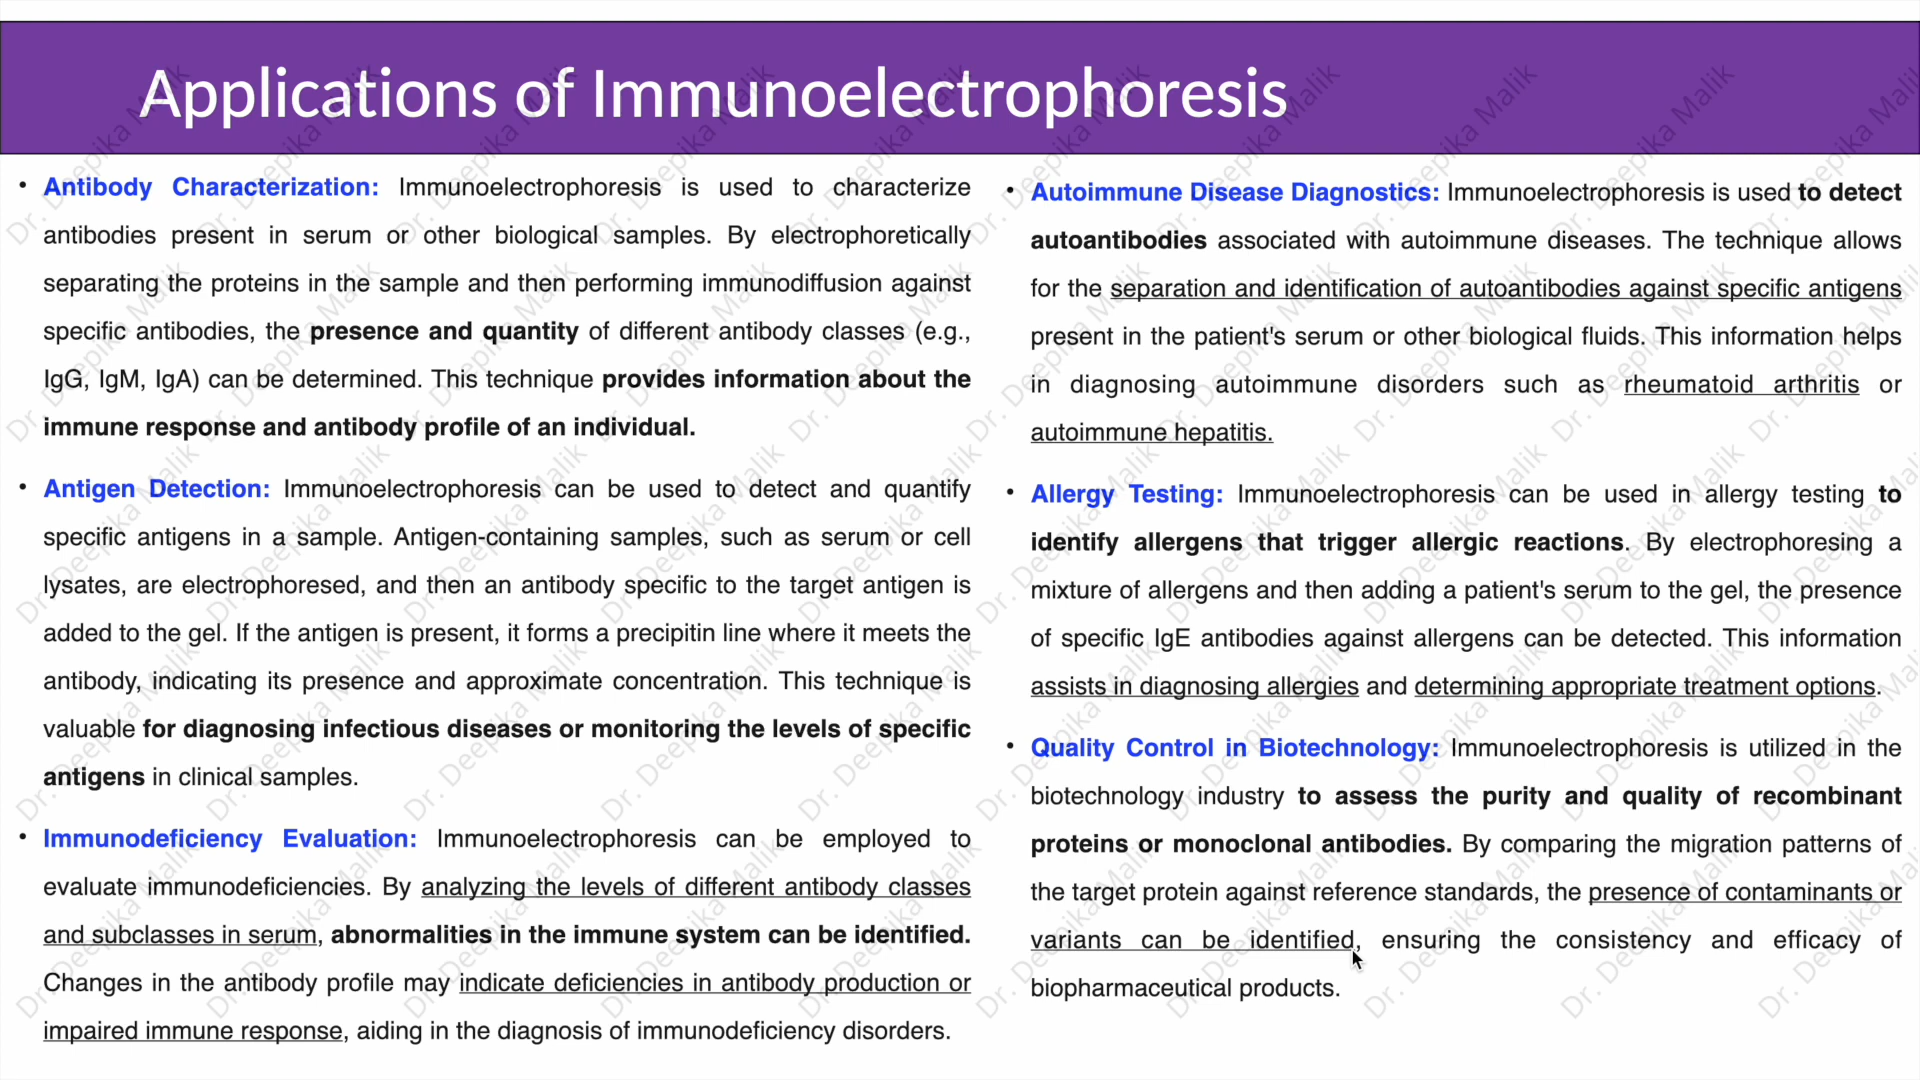 Applications of Immunoelectrophoresis
• Antibody Characterization: Immunoelectrophoresis is used to characterize
antibodies present in serum or other biological samples. By electrophoretically
separating the proteins in the sample and then performing immunodiffusion against
specific antibodies, the presence and quantity of different antibody classes (e.g.,
IgG, IgM, IgA) can be determined. This technique provides information about the
immune response and antibody profile of an individual.
• Antigen Detection: Immunoelectrophoresis can be used to detect and quantify
specific antigens in a sample. Antigen-containing samples, such as serum or cell
lysates, are electrophoresed, and then an antibody specific to the target antigen is
added to the gel. If the antigen is present, it forms a precipitin line where it meets the
antibody, indicating its presence and approximate concentration. This technique is
valuable for diagnosing infectious diseases or monitoring the levels of specific
antigens in clinical samples.
• Immunodeficiency Evaluation: Immunoelectrophoresis can be employed to
evaluate immunodeficiencies. By analyzing the levels of different antibody classes
and subclasses in serum, abnormalities in the immune system can be identified.
Changes in the antibody profile may indicate deficiencies in antibody production or
impaired immune response, aiding in the diagnosis of immunodeficiency disorders.
• Autoimmune Disease Diagnostics: Immunoelectrophoresis is used to detect
autoantibodies associated with autoimmune diseases. The technique allows
for the separation and identification of autoantibodies against specific antigens
present in the patient's serum or other biological fluids. This information helps
in diagnosing autoimmune disorders such as rheumatoid arthritis or
autoimmune hepatitis.
• Allergy Testing: Immunoelectrophoresis can be used in allergy testing to
identify allergens that trigger allergic reactions. By electrophoresing a
mixture of allergens and then adding a patient's serum to the gel, the presence
of specific IgE antibodies against allergens can be detected. This information
assists in diagnosing allergies and determining appropriate treatment options.
• Quality Control in Biotechnology: Immunoelectrophoresis is utilized in the
biotechnology industry to assess the purity and quality of recombinant
proteins or monoclonal antibodies. By comparing the migration patterns of
the target protein against reference standards, the presence of contaminants or
variants can be identified, ensuring the consistency and efficacy of
biopharmaceutical products.
Dr. Deepika Malik